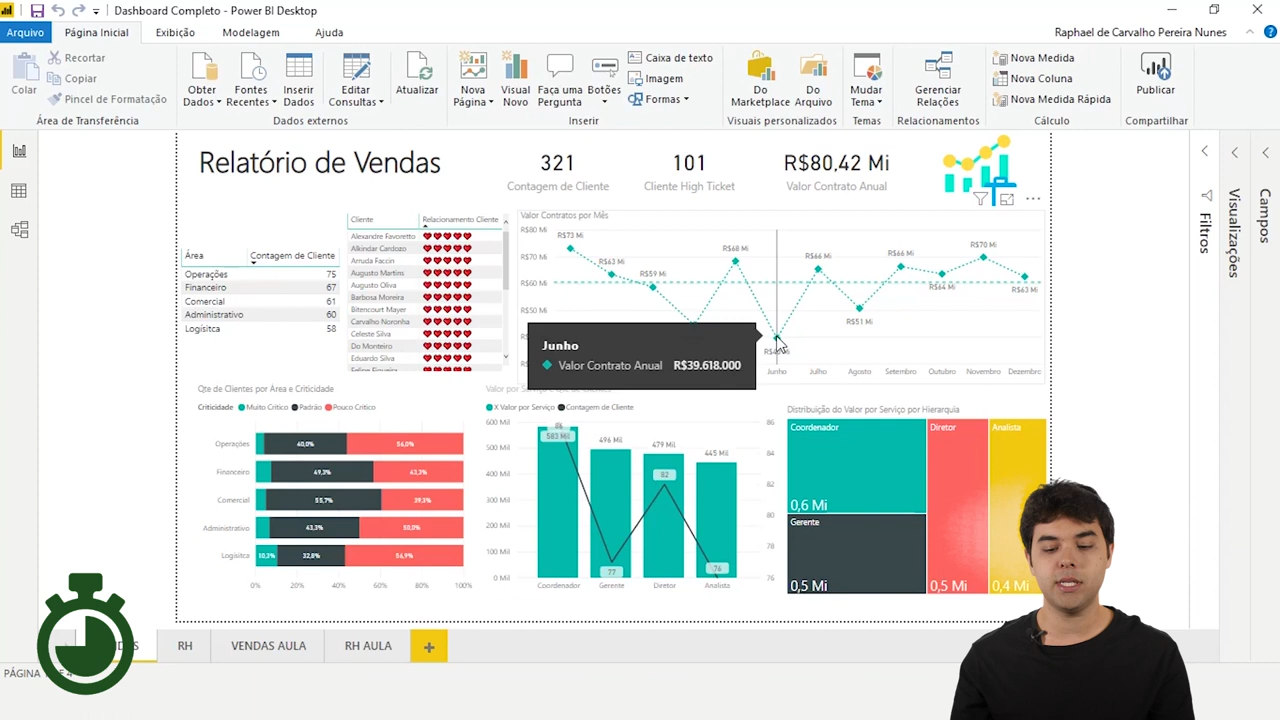 Dashboard Completo - Power BI Desktop
Arquivo
Página Inicial
Exibição
Modelagem
Ajuda
Raphael de Carvalho Pereira Nunes
Colar
Recortar
Copiar
Pincel de Formatação
Área de Transferência
Obter Dados
Fontes Recentes
Inserir Dados
Editar Consultas
Atualizar
Dados externos
Nova Página
Visual Novo
Faça uma Pergunta
Botões
Caixa de texto
Imagem
Formas
Inserir
Do Marketplace
Do Arquivo
Visuais personalizados
Mudar Tema
Temas
Gerenciar Relações
Relacionamentos
Nova Medida
Nova Coluna
Nova Medida Rápida
Cálculo
Publicar
Compartilhar
Relatório de Vendas
321
Contagem de Cliente
101
Cliente High Ticket
R$80,42 Mi
Valor Contrato Anual
Área Contagem de Cliente
Operações 75
Financeiro 67
Comercial 61
Administrativo 60
Logísitca 58
Cliente Relacionamento Cliente
Alexandre Favoretto
Alkindar Cardozo
Arruda Faccin
Augusto Martins
Augusto Oliva
Barbosa Moreira
Bitencourt Mayer
Carvalho Noronha
Celeste Silva
Do Monteiro
Eduardo Silva
Felipe Figueira
Valor Contratos por Mês
R$80 Mi
R$70 Mi
R$60 Mi
R$50 Mi
R$73 Mi
R$63 Mi
R$59 Mi
R$68 Mi
R$66 Mi
R$51 Mi
R$66 Mi
R$64 Mi
R$70 Mi
R$63 Mi
Junho
Julho
Agosto
Setembro
Outubro
Novembro
Dezembro
Junho
Valor Contrato Anual R$39.618.000
Qte de Clientes por Area e Criticidade
Criticidade Muito Crítico Padrão Pouco Crítico
Operações 40,0% 56,0%
Financeiro 49,3% 43,3%
Comercial 55,7% 39,3%
Administrativo 43,3% 50,0%
Logísitca 10,3% 32,8% 56,9%
0% 20% 40% 60% 80% 100%
X Valor por Serviço Contagem de Cliente
600 Mil
500 Mil
400 Mil
300 Mil
200 Mil
100 Mil
0 Mil
86
84
82
80
78
76
86
583 Mil
496 Mil
479 Mil
445 Mil
77
82
76
Coordenador
Gerente
Diretor
Analista
Distribuição do Valor por Serviço por Hierarquia
Coordenador
0,6 Mi
Gerente
0,5 Mi
Diretor
0,5 Mi
Analista
0,4 Mi
Filtros
Visualizações
Campos
RH
VENDAS AULA
RH AULA